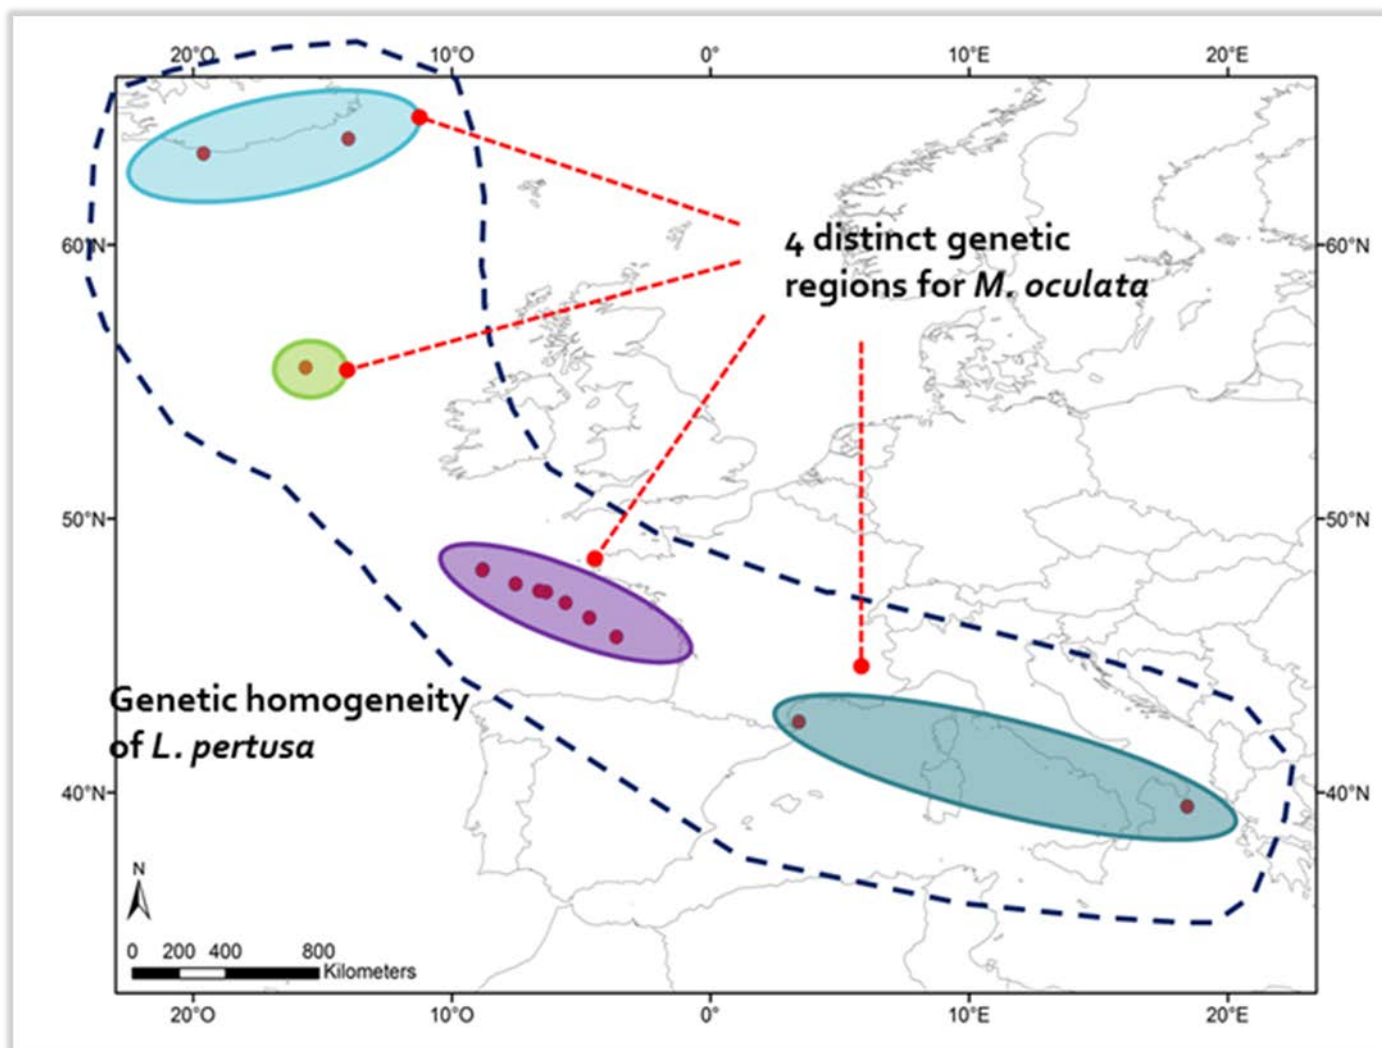 20°O 10°O 0° 10°E 20°E
60°N 60°N
4 distinct genetic
regions for M. oculata
50°N 50°N
Genetic homogeneity
of L. pertusa
40°N 40°N
N
0 200 400 800
Kilometers
20°O 10°O 0° 10°E 20°E